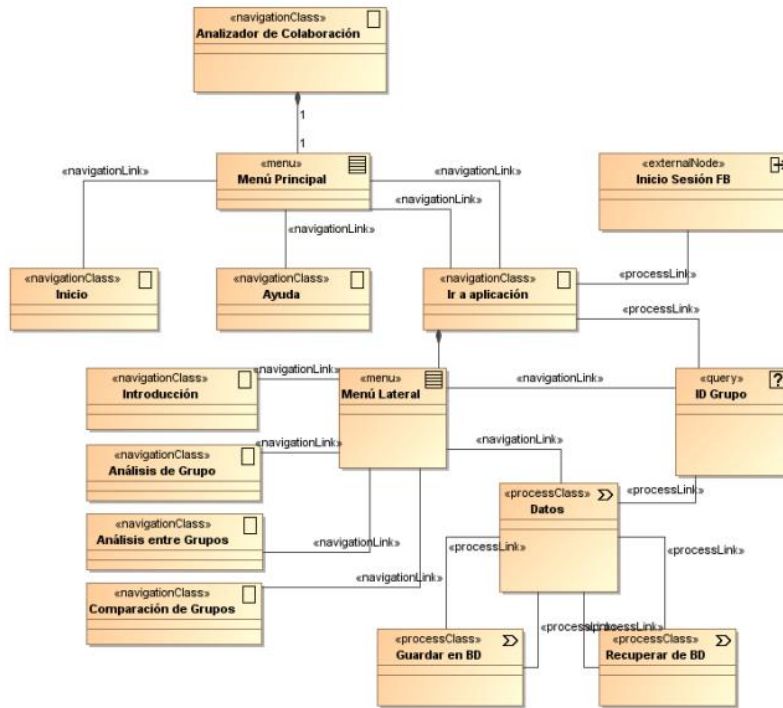 «navigationClass»
Analizador de Colaboración
1
1
«menu»
Menú Principal
«navigationLink»
«navigationLink»
«navigationLink»
«navigationLink»
«externalNode»
Inicio Sesión FB
«navigationClass»
Inicio
«navigationClass»
Ayuda
«navigationClass»
Ir a aplicación
«processLink»
«processLink»
«navigationClass»
Introducción
«navigationLink»
«menu»
Menú Lateral
«navigationLink»
«query»
?
ID Grupo
«navigationClass»
Análisis de Grupo
«navigationLink»
«navigationLink»
«processClass»
Datos
«processLink»
«navigationClass»
Análisis entre Grupos
«navigationLink»
«processLink»
«processLink»
«navigationClass»
Comparación de Grupos
«navigationLink»
«processLink»
«processLink»
«processClass»
Guardar en BD
«processClass»
Recuperar de BD